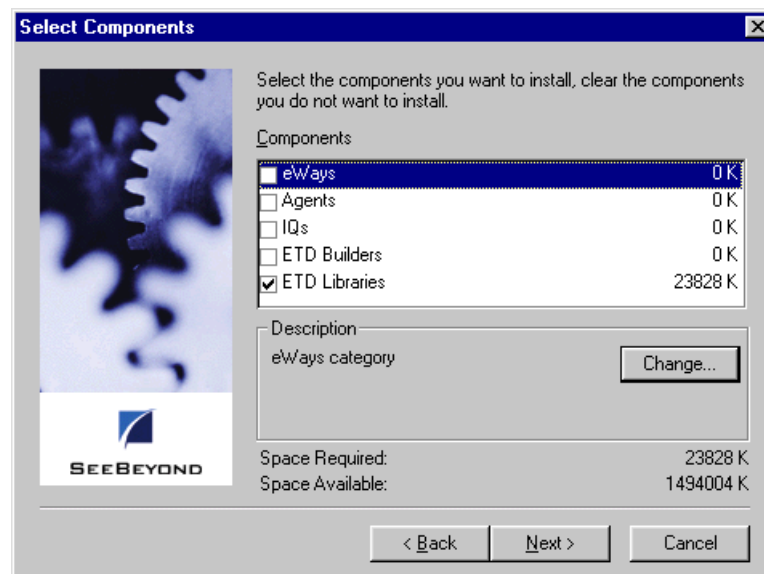 Select Components
Select the components you want to install, clear the components
you do not want to install.
Components
eWays 0 K
Agents 0 K
IQs 0 K
ETD Builders 0 K
ETD Libraries 23828 K
Description
eWays category
Change...
SEEBEYOND
Space Required: 23828 K
Space Available: 1494004 K
< Back
Next >
Cancel